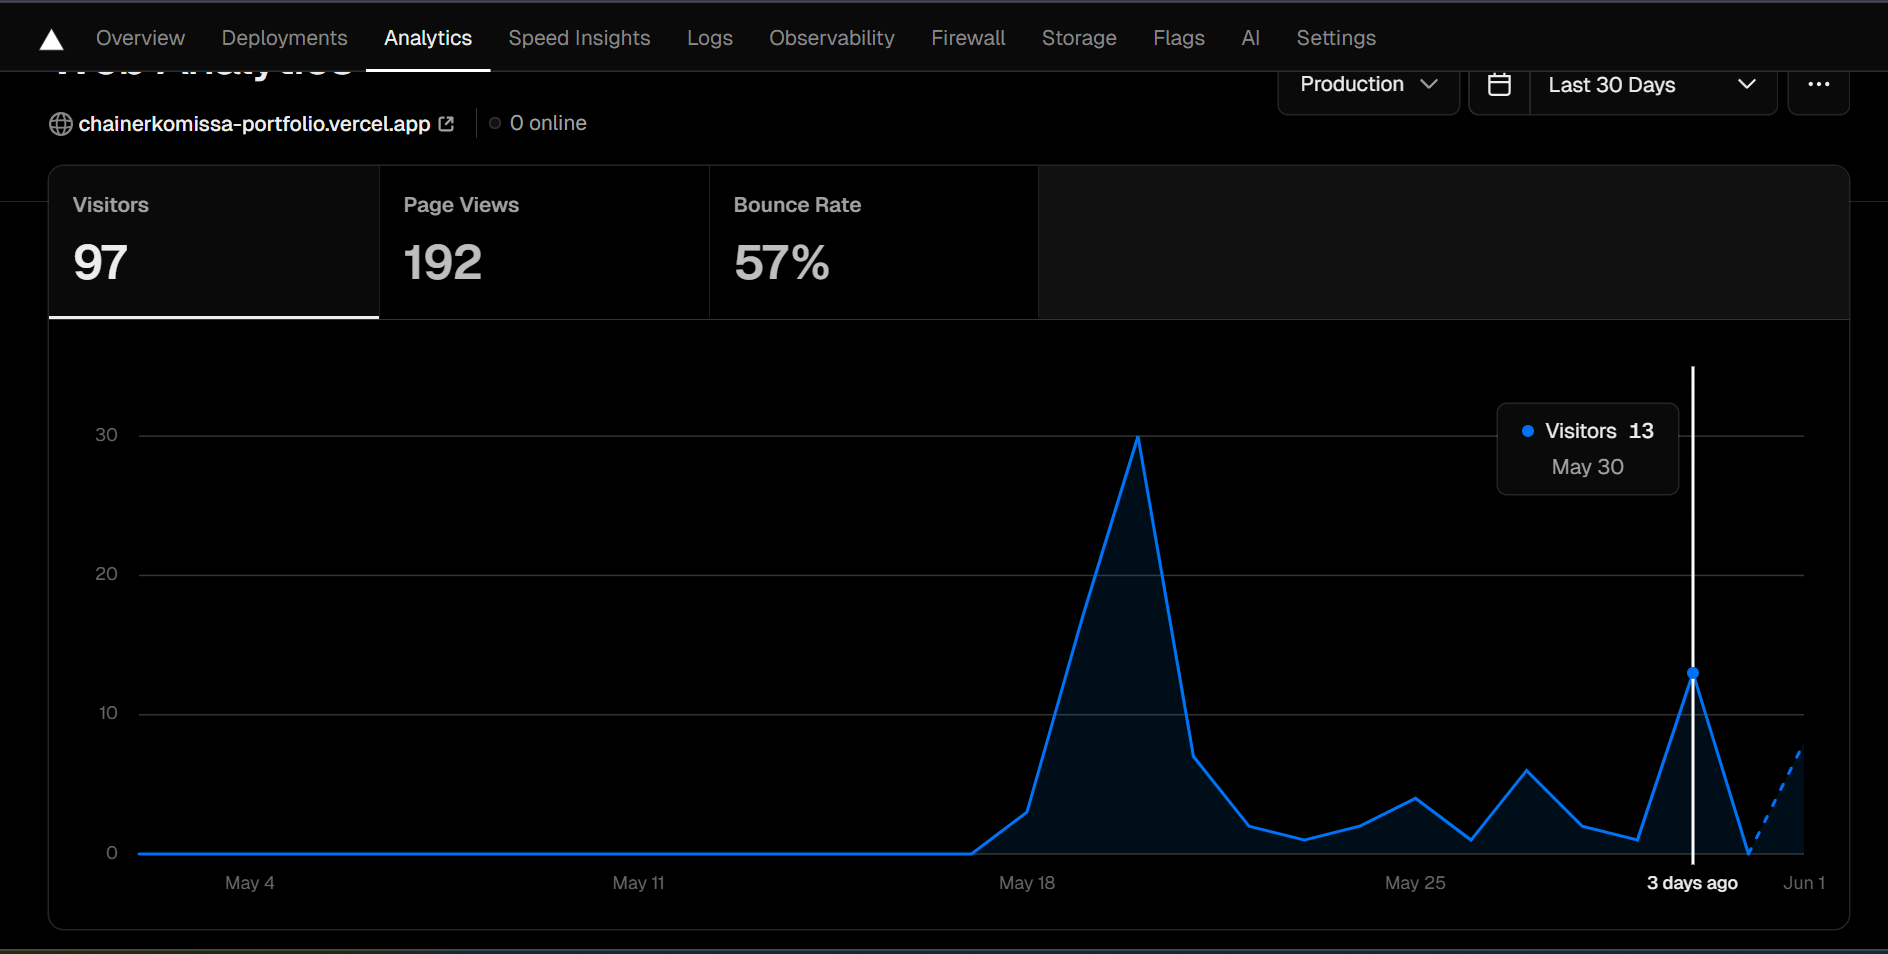 Overview Deployments Analytics Speed Insights Logs Observability Firewall Storage Flags AI Settings
Web Analytics
Production Last 30 Days
chainerkomissa-portfolio.vercel.app 0 online
Visitors Page Views Bounce Rate
97 192 57%
30
Visitors 13
May 30
20
10
0
May 4 May 11 May 18 May 25 3 days ago Jun 1